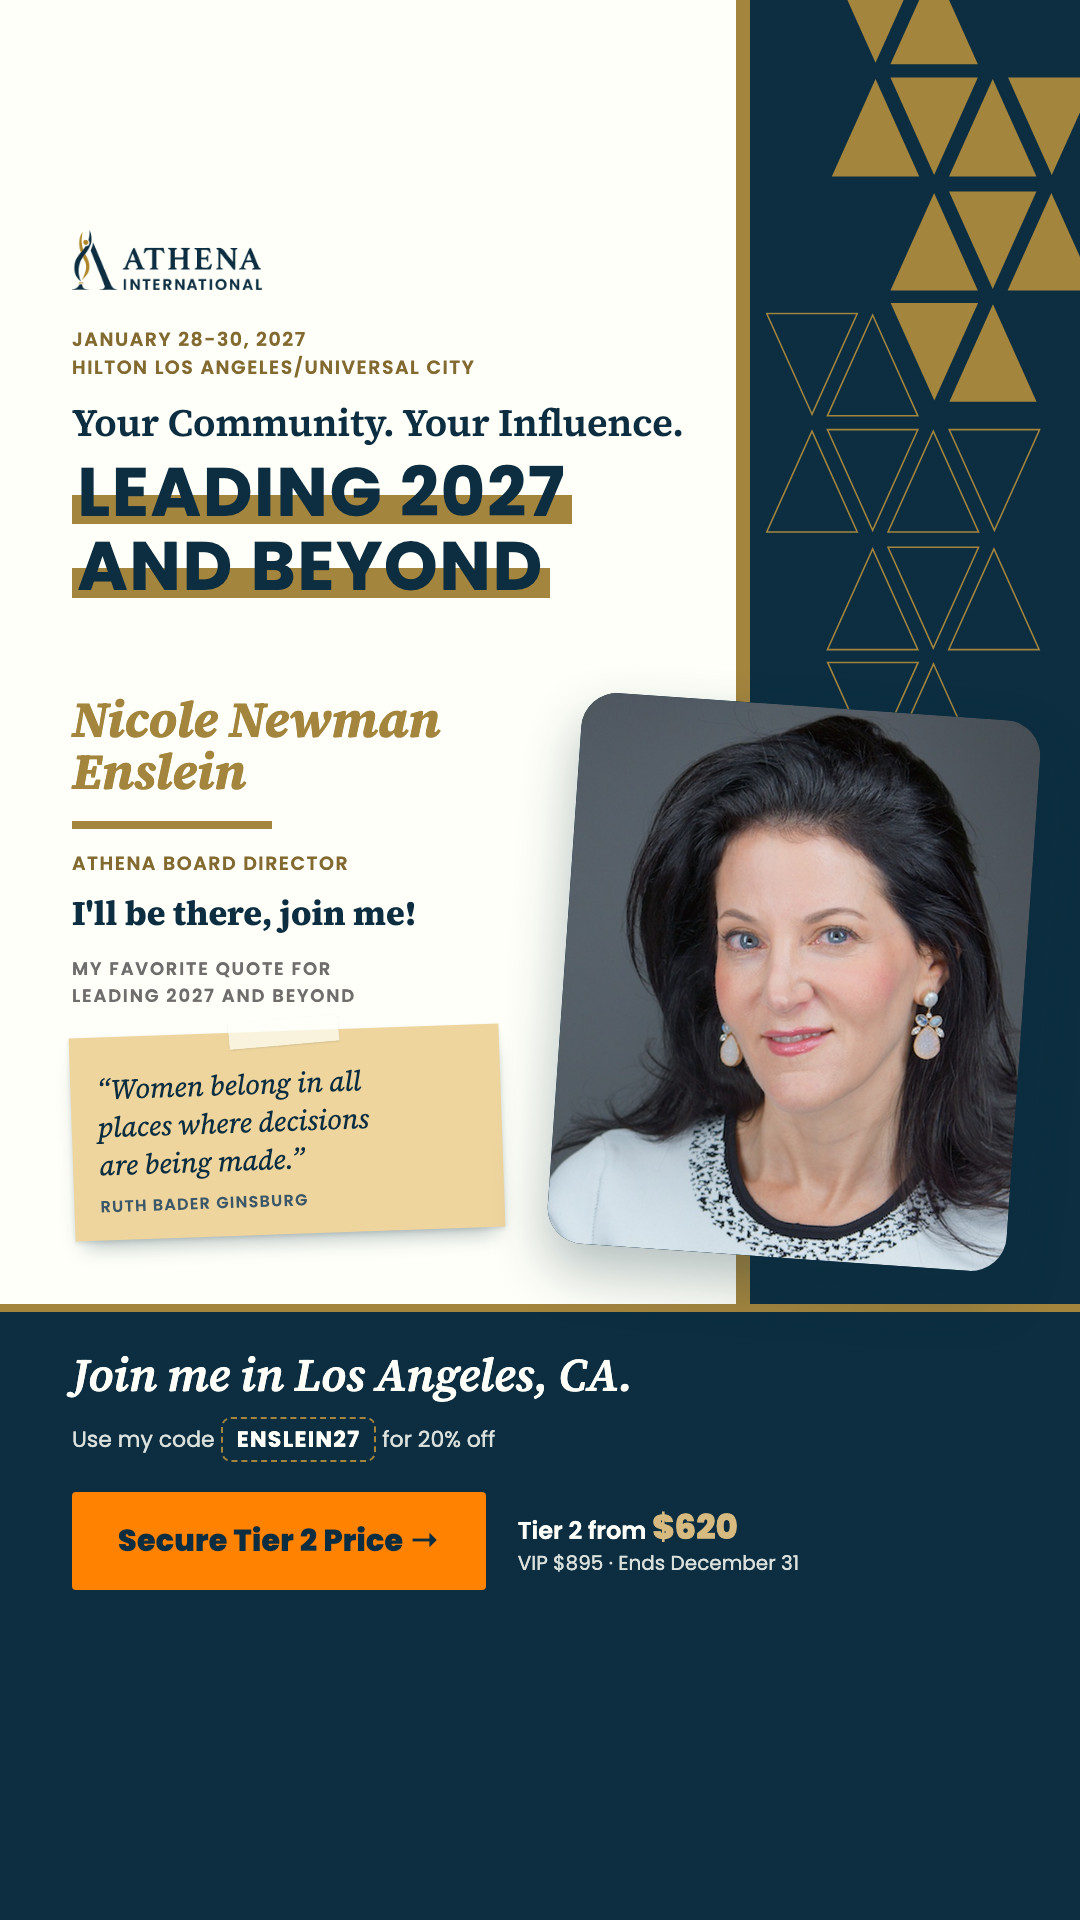 ATHENA
INTERNATIONAL
JANUARY 28-30, 2027
HILTON LOS ANGELES/UNIVERSAL CITY
Your Community. Your Influence.
LEADING 2027
AND BEYOND
Nicole Newman
Enslein
ATHENA BOARD DIRECTOR
I'll be there, join me!
MY FAVORITE QUOTE FOR
LEADING 2027 AND BEYOND
“Women belong in all
places where decisions
are being made.”
RUTH BADER GINSBURG
Join me in Los Angeles, CA.
Use my code ENSLEIN27 for 20% off
Secure Tier 2 Price →
Tier 2 from $620
VIP $895 · Ends December 31